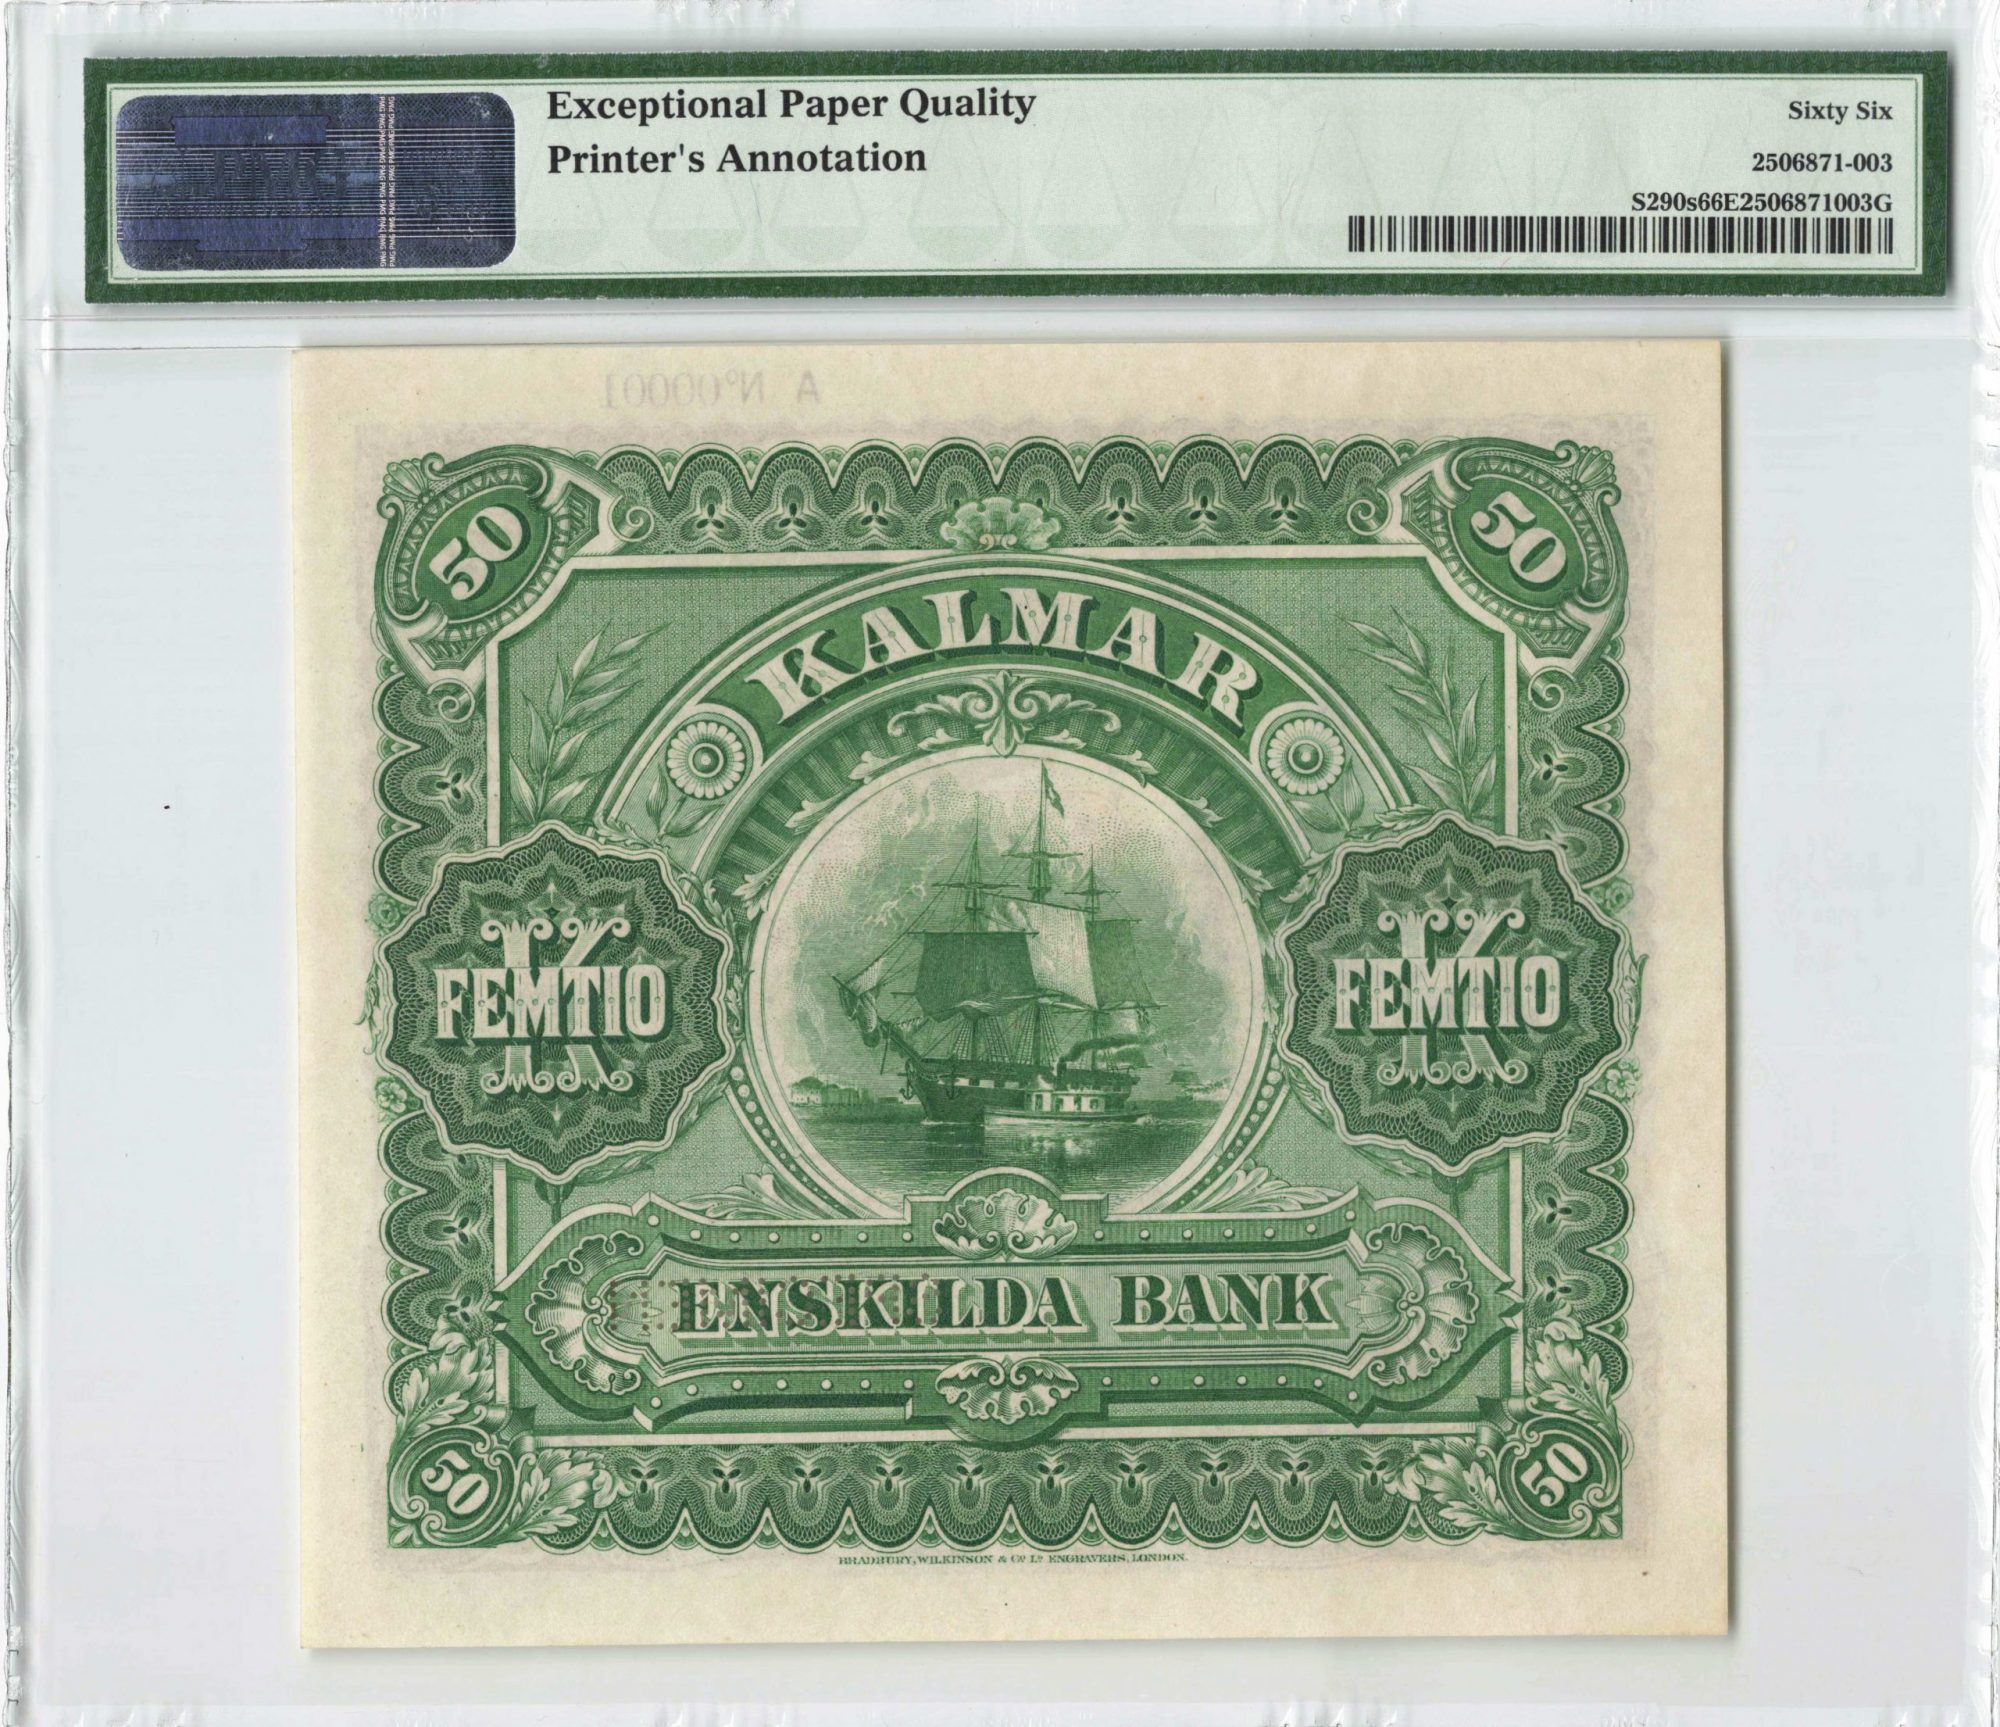 Exceptional Paper Quality
Printer's Annotation
Sixty Six
2506871-003
S290s66E2506871003G
A Nº00001
50
50
KALMAR
K
FEMTIO
K
FEMTIO
ENSKILDA BANK
50
50
BRADBURY, WILKINSON & Cº Lᴰ ENGRAVERS, LONDON.